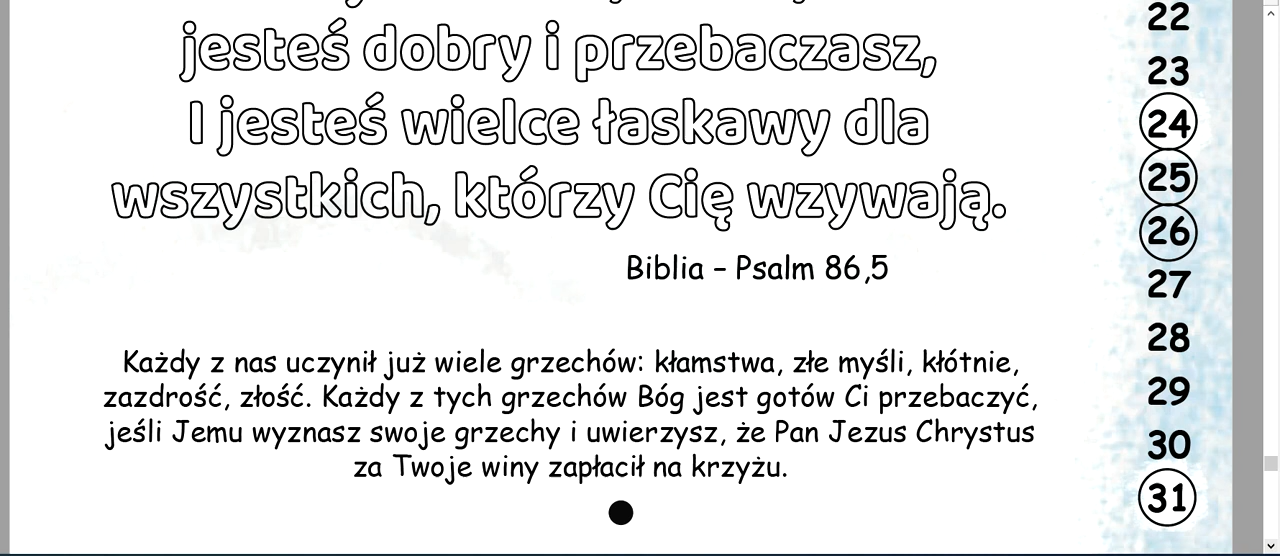 jesteś dobry i przebaczasz,
I jesteś wielce łaskawy dla
wszystkich, którzy Cię wzywają.
Biblia – Psalm 86,5
Każdy z nas uczynił już wiele grzechów: kłamstwa, złe myśli, kłótnie,
zazdrość, złość. Każdy z tych grzechów Bóg jest gotów Ci przebaczyć,
jeśli Jemu wyznasz swoje grzechy i uwierzysz, że Pan Jezus Chrystus
za Twoje winy zapłacił na krzyżu.
22
23
24
25
26
27
28
29
30
31